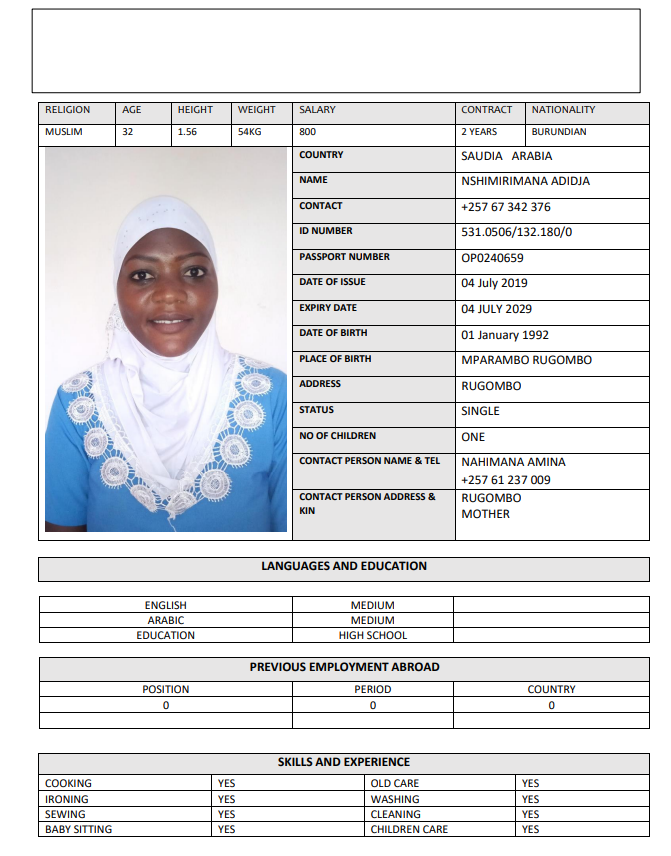 RELIGION AGE HEIGHT WEIGHT SALARY CONTRACT NATIONALITY
MUSLIM 32 1.56 54KG 800 2 YEARS BURUNDIAN
COUNTRY SAUDIA ARABIA
NAME NSHIMIRIMANA ADIDJA
CONTACT +257 67 342 376
ID NUMBER 531.0506/132.180/0
PASSPORT NUMBER OP0240659
DATE OF ISSUE 04 July 2019
EXPIRY DATE 04 JULY 2029
DATE OF BIRTH 01 January 1992
PLACE OF BIRTH MPARAMBO RUGOMBO
ADDRESS RUGOMBO
STATUS SINGLE
NO OF CHILDREN ONE
CONTACT PERSON NAME & TEL NAHIMANA AMINA
+257 61 237 009
CONTACT PERSON ADDRESS & RUGOMBO
KIN MOTHER
LANGUAGES AND EDUCATION
ENGLISH MEDIUM
ARABIC MEDIUM
EDUCATION HIGH SCHOOL
PREVIOUS EMPLOYMENT ABROAD
POSITION PERIOD COUNTRY
0 0 0
SKILLS AND EXPERIENCE
COOKING YES OLD CARE YES
IRONING YES WASHING YES
SEWING YES CLEANING YES
BABY SITTING YES CHILDREN CARE YES